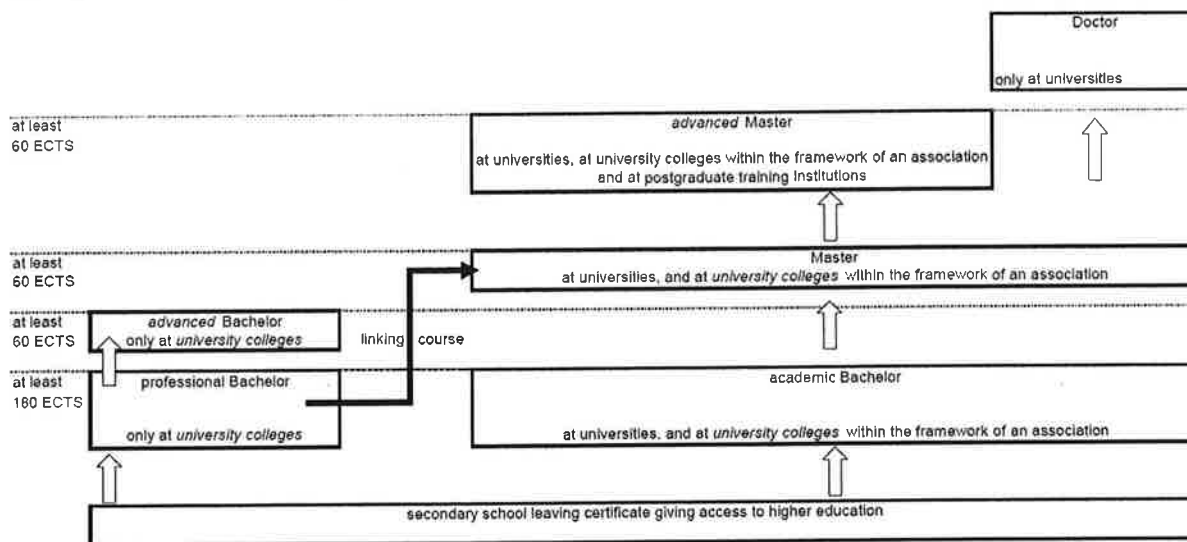 Doctor
only at universities
at least
60 ECTS
advanced Master
at universities, at university colleges within the framework of an association
and at postgraduate training institutions
at least
60 ECTS
Master
at universities, and at university colleges within the framework of an association
at least
60 ECTS
advanced Bachelor
only at university colleges
linking course
at least
180 ECTS
professional Bachelor
only at university colleges
academic Bachelor
at universities, and at university colleges within the framework of an association
secondary school leaving certificate giving access to higher education